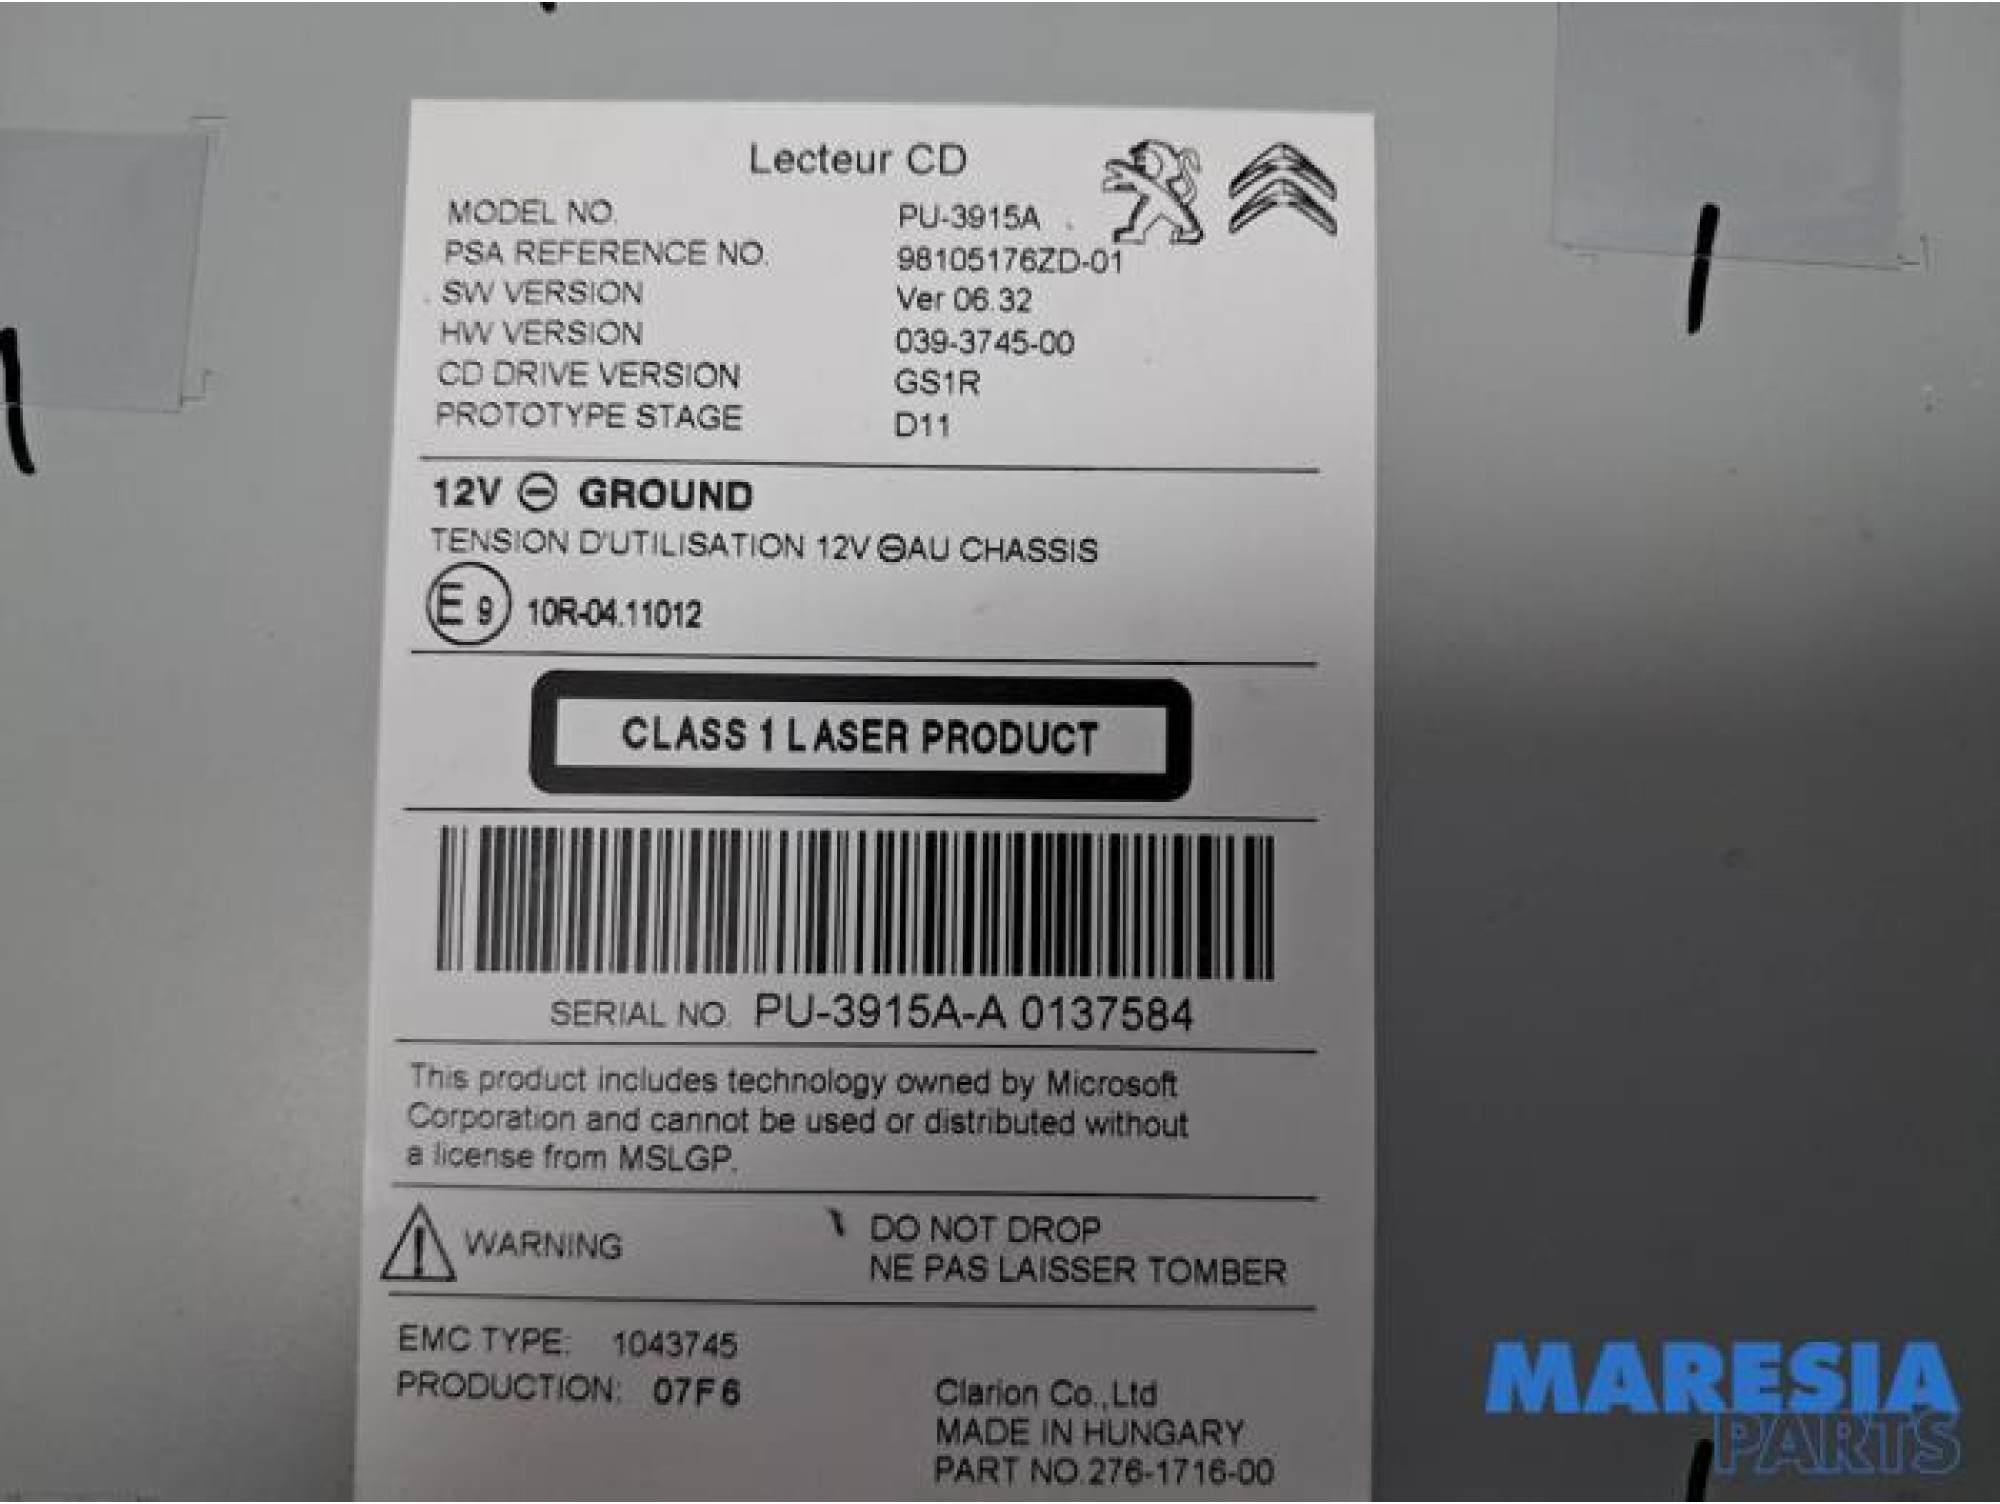 Lecteur CD
MODEL NO. PU-3915A
PSA REFERENCE NO. 98105176ZD-01
SW VERSION Ver 06.32
HW VERSION 039-3745-00
CD DRIVE VERSION GS1R
PROTOTYPE STAGE D11
12V ⊖ GROUND
TENSION D'UTILISATION 12V⊖AU CHASSIS
E9 10R-04.11012
CLASS 1 LASER PRODUCT
SERIAL NO. PU-3915A-A 0137584
This product includes technology owned by Microsoft
Corporation and cannot be used or distributed without
a license from MSLGP.
WARNING DO NOT DROP
NE PAS LAISSER TOMBER
EMC TYPE: 1043745
PRODUCTION: 07F6
Clarion Co.,Ltd
MADE IN HUNGARY
PART NO.276-1716-00
MARESIA
PARTS